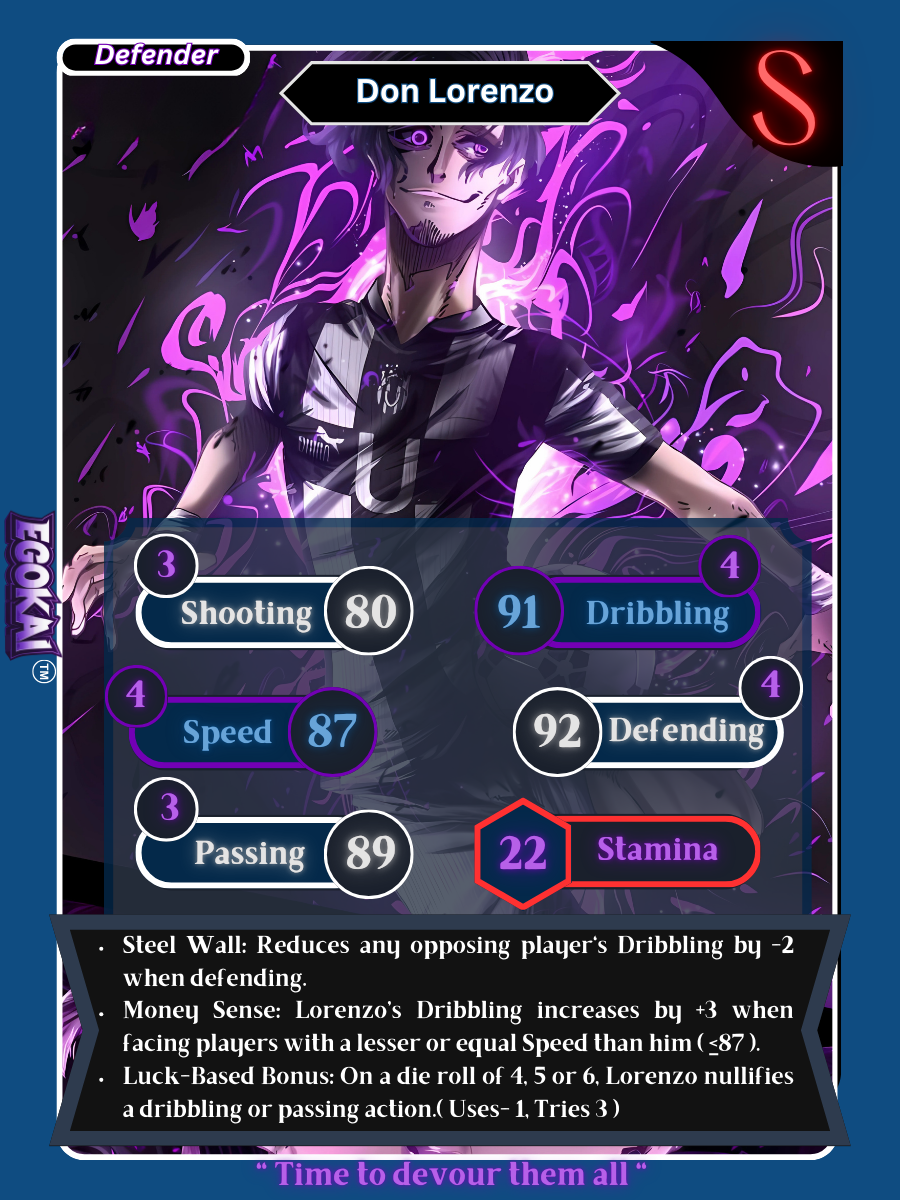 Defender
Don Lorenzo
S
U
EGOKAI
TM
3
Shooting 80
4
91 Dribbling
4
Speed 87
4
92 Defending
3
Passing 89
22 Stamina
• Steel Wall: Reduces any opposing player's Dribbling by -2
when defending.
• Money Sense: Lorenzo's Dribbling increases by +3 when
facing players with a lesser or equal Speed than him ( ≤87 ).
• Luck-Based Bonus: On a die roll of 4, 5 or 6, Lorenzo nullifies
a dribbling or passing action.( Uses- 1, Tries 3 )
“ Time to devour them all “